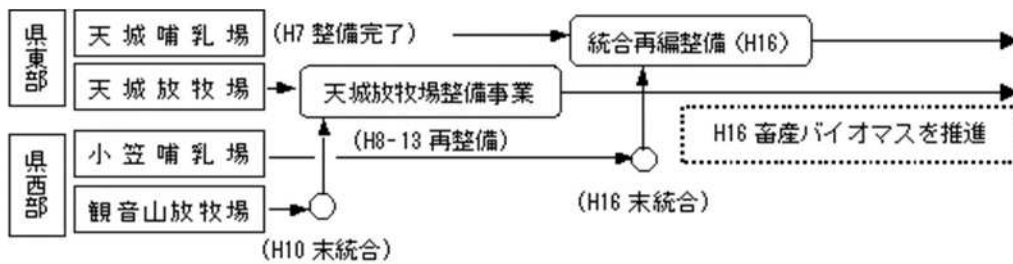 県東部
天城哺乳場
(H7 整備完了)
統合再編整備 (H16)
天城放牧場
天城放牧場整備事業
(H8-13 再整備)
H16 畜産バイオマスを推進
県西部
小笠哺乳場
(H16 末統合)
観音山放牧場
(H10 末統合)